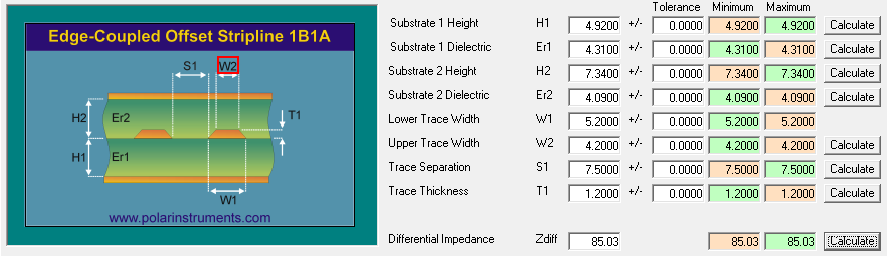 Edge-Coupled Offset Stripline 1B1A
S1
W2
T1
H2
Er2
H1
Er1
W1
www.polarinstruments.com
Tolerance Minimum Maximum
Substrate 1 Height H1 4.9200 +/- 0.0000 4.9200 4.9200 Calculate
Substrate 1 Dielectric Er1 4.3100 +/- 0.0000 4.3100 4.3100 Calculate
Substrate 2 Height H2 7.3400 +/- 0.0000 7.3400 7.3400 Calculate
Substrate 2 Dielectric Er2 4.0900 +/- 0.0000 4.0900 4.0900 Calculate
Lower Trace Width W1 5.2000 +/- 0.0000 5.2000 5.2000
Upper Trace Width W2 4.2000 +/- 0.0000 4.2000 4.2000 Calculate
Trace Separation S1 7.5000 +/- 0.0000 7.5000 7.5000 Calculate
Trace Thickness T1 1.2000 +/- 0.0000 1.2000 1.2000 Calculate
Differential Impedance Zdiff 85.03 85.03 85.03 Calculate